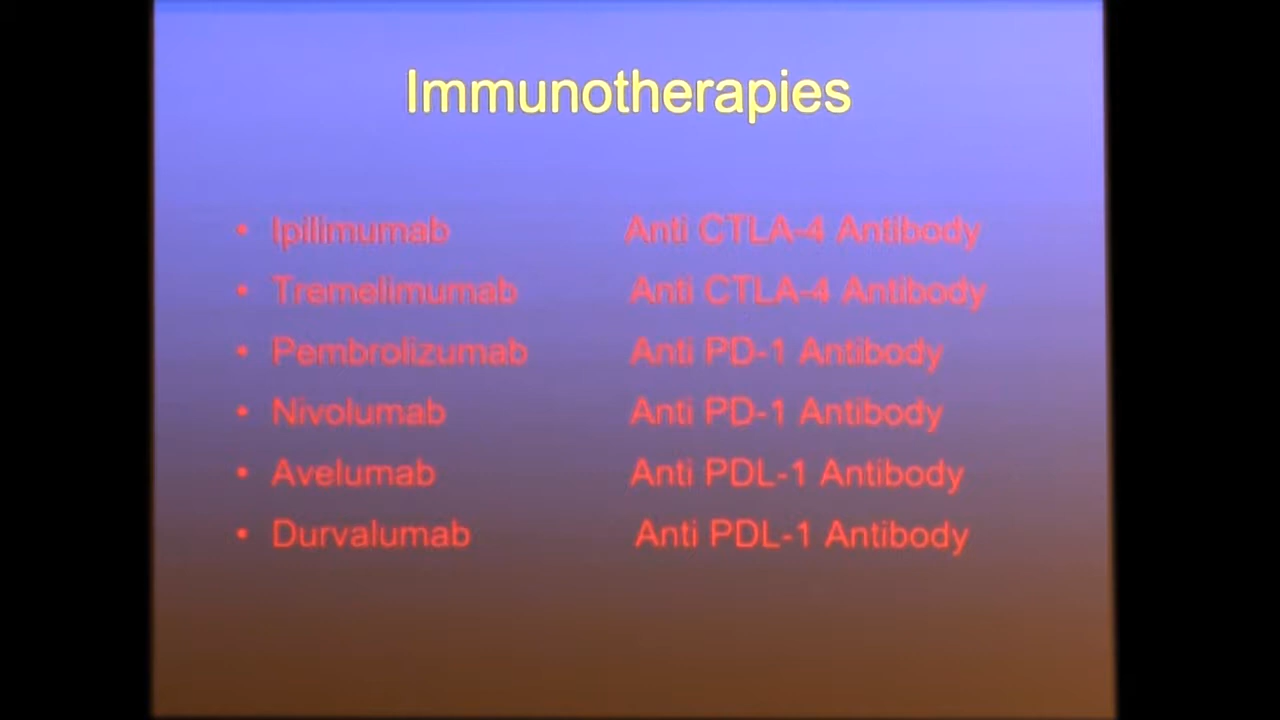 Immunotherapies
• Ipilimumab Anti CTLA-4 Antibody
• Tremelimumab Anti CTLA-4 Antibody
• Pembrolizumab Anti PD-1 Antibody
• Nivolumab Anti PD-1 Antibody
• Avelumab Anti PDL-1 Antibody
• Durvalumab Anti PDL-1 Antibody